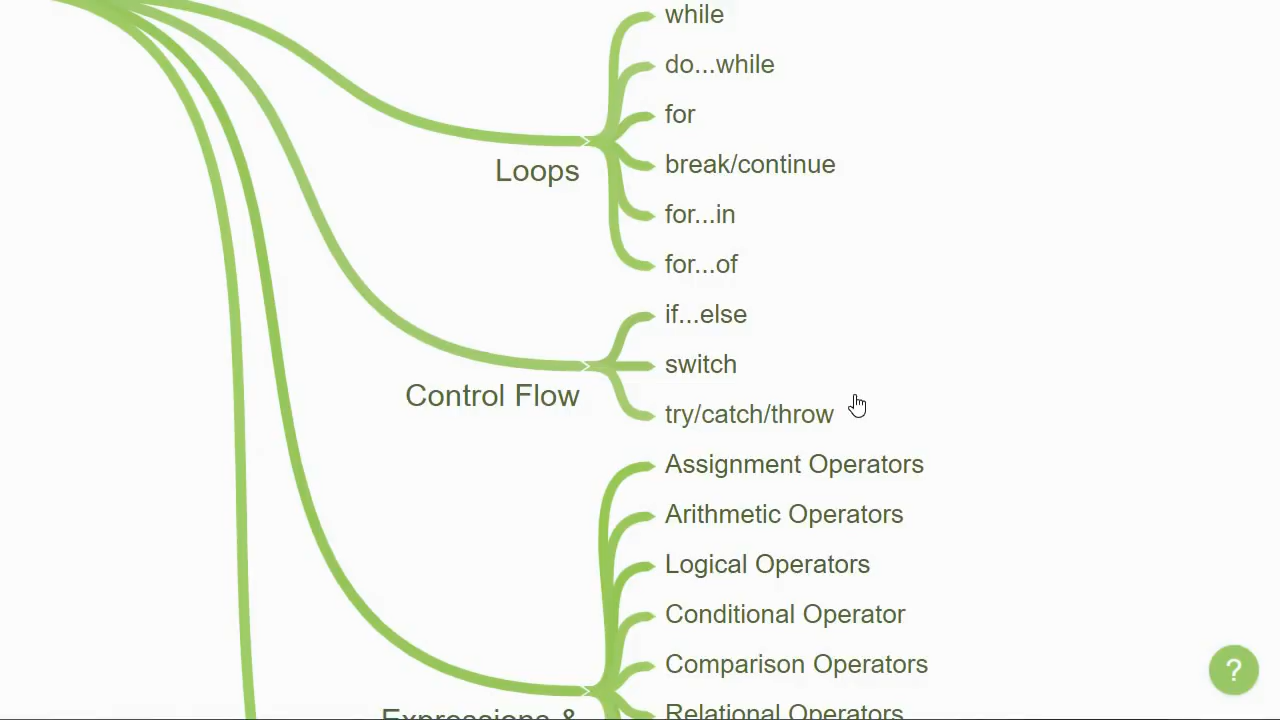 while
do...while
for
break/continue
Loops
for...in
for...of
if...else
switch
Control Flow
try/catch/throw
Assignment Operators
Arithmetic Operators
Logical Operators
Conditional Operator
Comparison Operators
Expressions &
Relational Operators
?